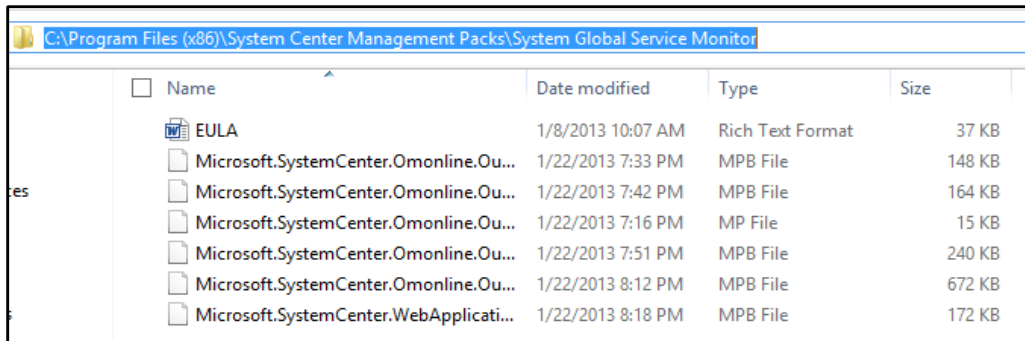 C:\Program Files (x86)\System Center Management Packs\System Global Service Monitor
Name Date modified Type Size
EULA 1/8/2013 10:07 AM Rich Text Format 37 KB
Microsoft.SystemCenter.Omonline.Ou... 1/22/2013 7:33 PM MPB File 148 KB
ces Microsoft.SystemCenter.Omonline.Ou... 1/22/2013 7:42 PM MPB File 164 KB
Microsoft.SystemCenter.Omonline.Ou... 1/22/2013 7:16 PM MP File 15 KB
Microsoft.SystemCenter.Omonline.Ou... 1/22/2013 7:51 PM MPB File 240 KB
Microsoft.SystemCenter.Omonline.Ou... 1/22/2013 8:12 PM MPB File 672 KB
s Microsoft.SystemCenter.WebApplicati... 1/22/2013 8:18 PM MPB File 172 KB